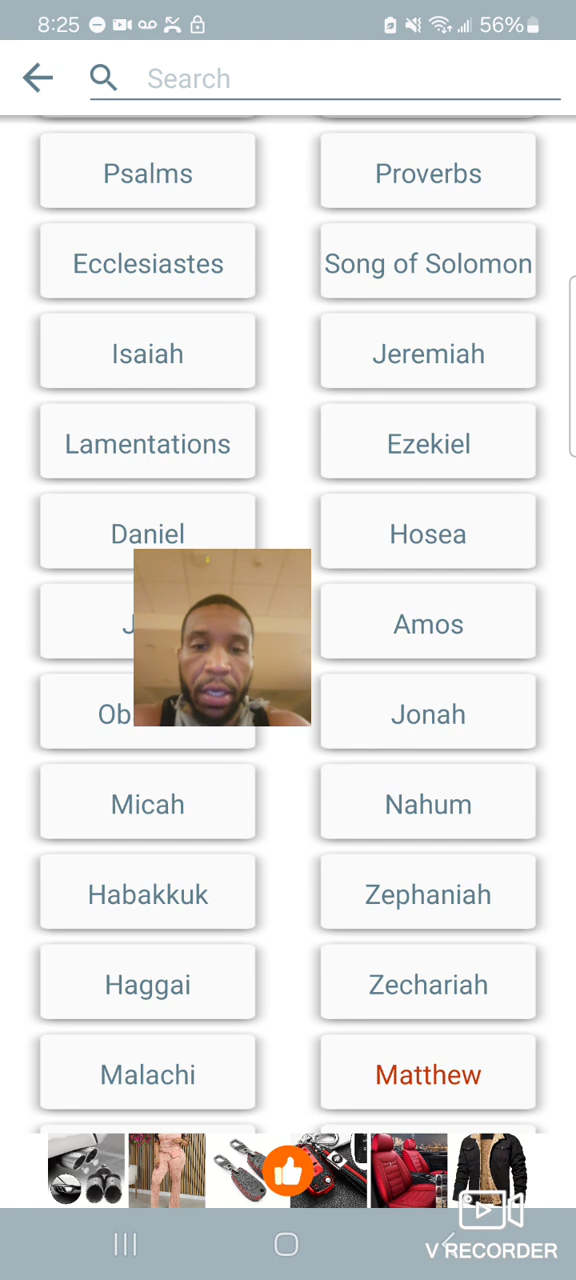 8:25 56%
Search
Psalms Proverbs
Ecclesiastes Song of Solomon
Isaiah Jeremiah
Lamentations Ezekiel
Daniel Hosea
J Amos
Ob Jonah
Micah Nahum
Habakkuk Zephaniah
Haggai Zechariah
Malachi Matthew
V RECORDER